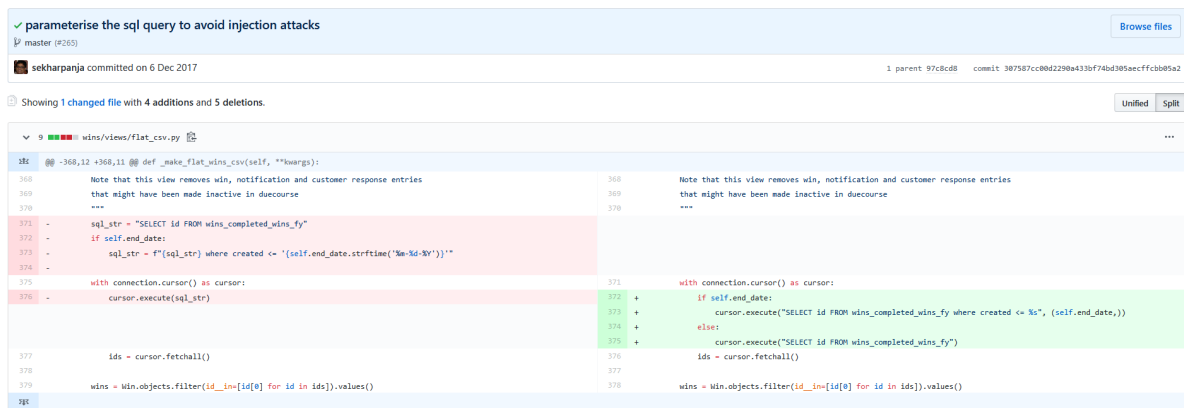 ✓ parameterise the sql query to avoid injection attacks
Browse files
master (#265)
sekharpanja committed on 6 Dec 2017
1 parent 97c8cd8 commit 307587cc00d2290a433bf74bd305aecffcbb05a2
Showing 1 changed file with 4 additions and 5 deletions.
Unified Split
9 wins/views/flat_csv.py
@@ -368,12 +368,11 @@ def _make_flat_wins_csv(self, **kwargs):
368 Note that this view removes win, notification and customer response entries
369 that might have been made inactive in duecourse
370 """
371 - sql_str = "SELECT id FROM wins_completed_wins_fy"
372 - if self.end_date:
373 - sql_str = f"{sql_str} where created <= '{self.end_date.strftime('%m-%d-%Y')}'"
374 -
375 with connection.cursor() as cursor:
376 - cursor.execute(sql_str)
377 ids = cursor.fetchall()
378
379 wins = Win.objects.filter(id__in=[id[0] for id in ids]).values()
368 Note that this view removes win, notification and customer response entries
369 that might have been made inactive in duecourse
370 """
371 with connection.cursor() as cursor:
372 + if self.end_date:
373 + cursor.execute("SELECT id FROM wins_completed_wins_fy where created <= %s", (self.end_date,))
374 + else:
375 + cursor.execute("SELECT id FROM wins_completed_wins_fy")
376 ids = cursor.fetchall()
377
378 wins = Win.objects.filter(id__in=[id[0] for id in ids]).values()